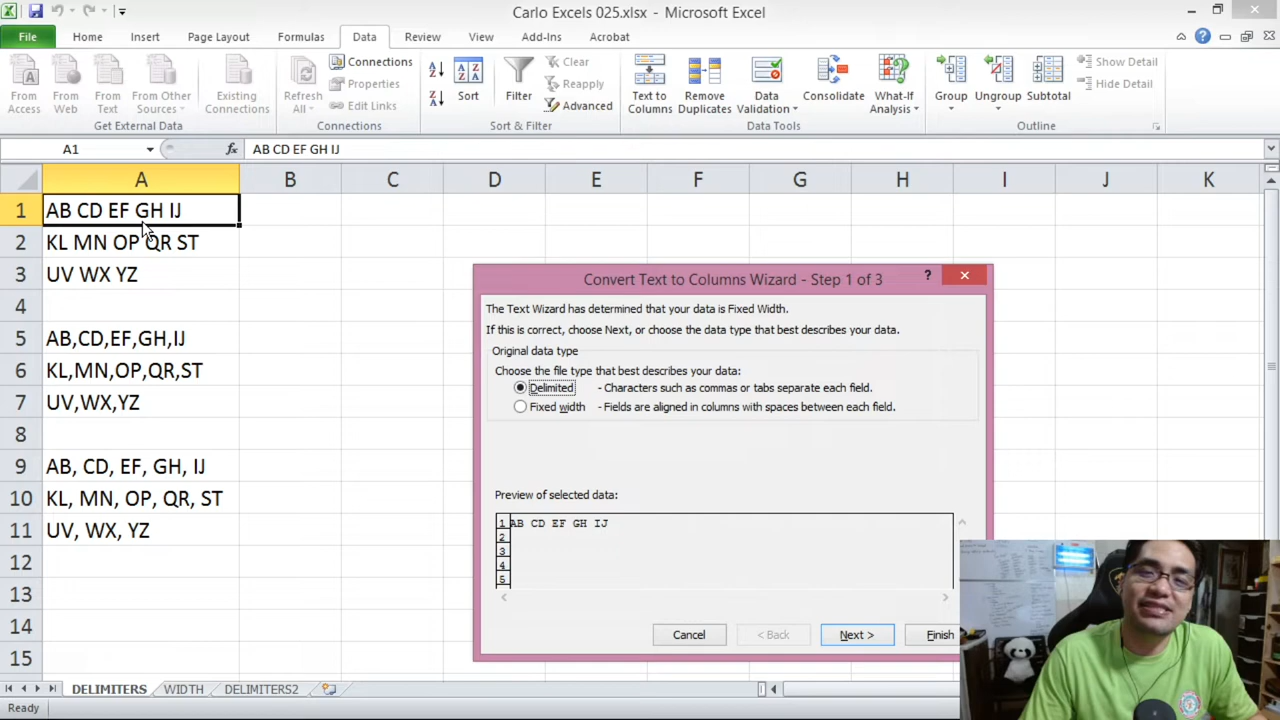 Carlo Excels 025.xlsx - Microsoft Excel
File Home Insert Page Layout Formulas Data Review View Add-Ins Acrobat
From Access
From Web
From Text
From Other Sources
Existing Connections
Get External Data
Refresh All
Connections
Properties
Edit Links
Connections
Sort
Filter
Clear
Reapply
Advanced
Sort & Filter
Text to Columns
Remove Duplicates
Data Validation
Consolidate
What-If Analysis
Data Tools
Group
Ungroup
Subtotal
Show Detail
Hide Detail
Outline
A1 fx AB CD EF GH IJ
A B C D E F G H I J K
1 AB CD EF GH IJ
2 KL MN OP QR ST
3 UV WX YZ
4
5 AB,CD,EF,GH,IJ
6 KL,MN,OP,QR,ST
7 UV,WX,YZ
8
9 AB, CD, EF, GH, IJ
10 KL, MN, OP, QR, ST
11 UV, WX, YZ
12
13
14
15
Convert Text to Columns Wizard - Step 1 of 3
The Text Wizard has determined that your data is Fixed Width.
If this is correct, choose Next, or choose the data type that best describes your data.
Original data type
Choose the file type that best describes your data:
Delimited - Characters such as commas or tabs separate each field.
Fixed width - Fields are aligned in columns with spaces between each field.
Preview of selected data:
1 AB CD EF GH IJ
2
3
4
5
Cancel < Back Next > Finish
DELIMITERS WIDTH DELIMITERS2
Ready